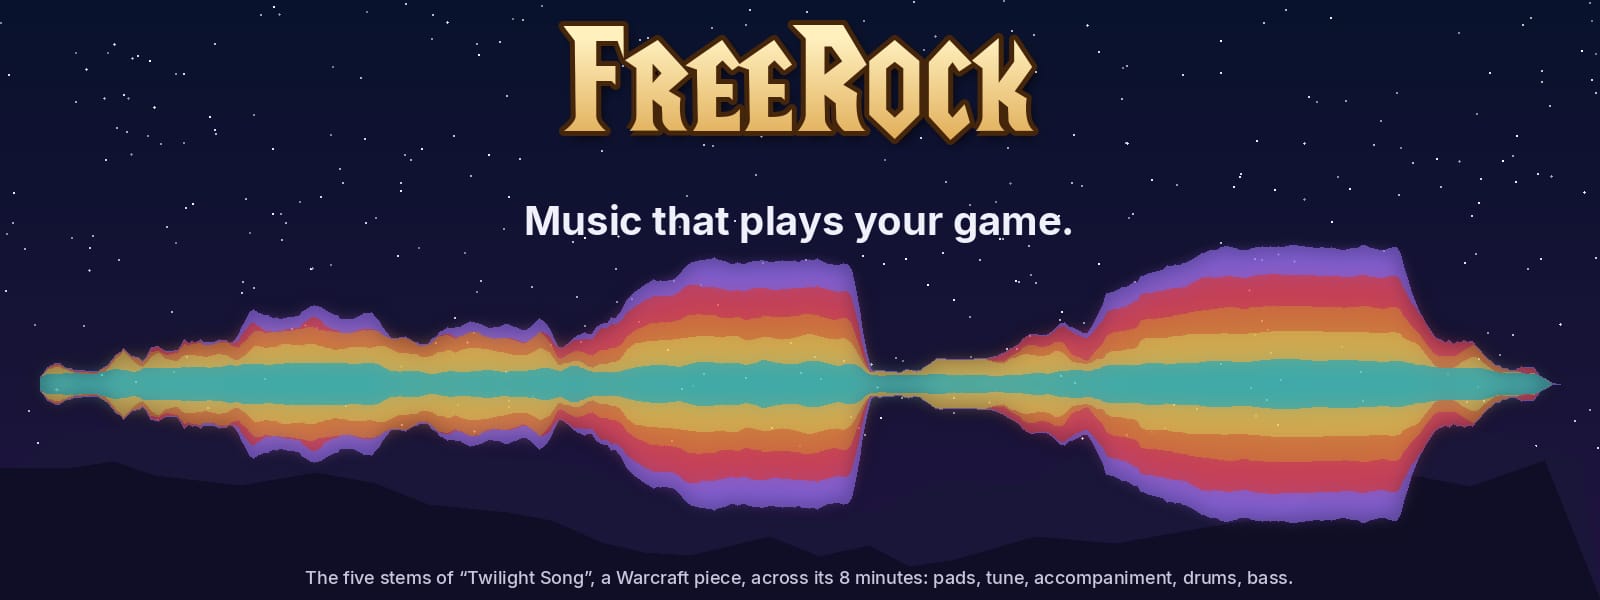 FREEROCK
Music that plays your game.
The five stems of “Twilight Song”, a Warcraft piece, across its 8 minutes: pads, tune, accompaniment, drums, bass.